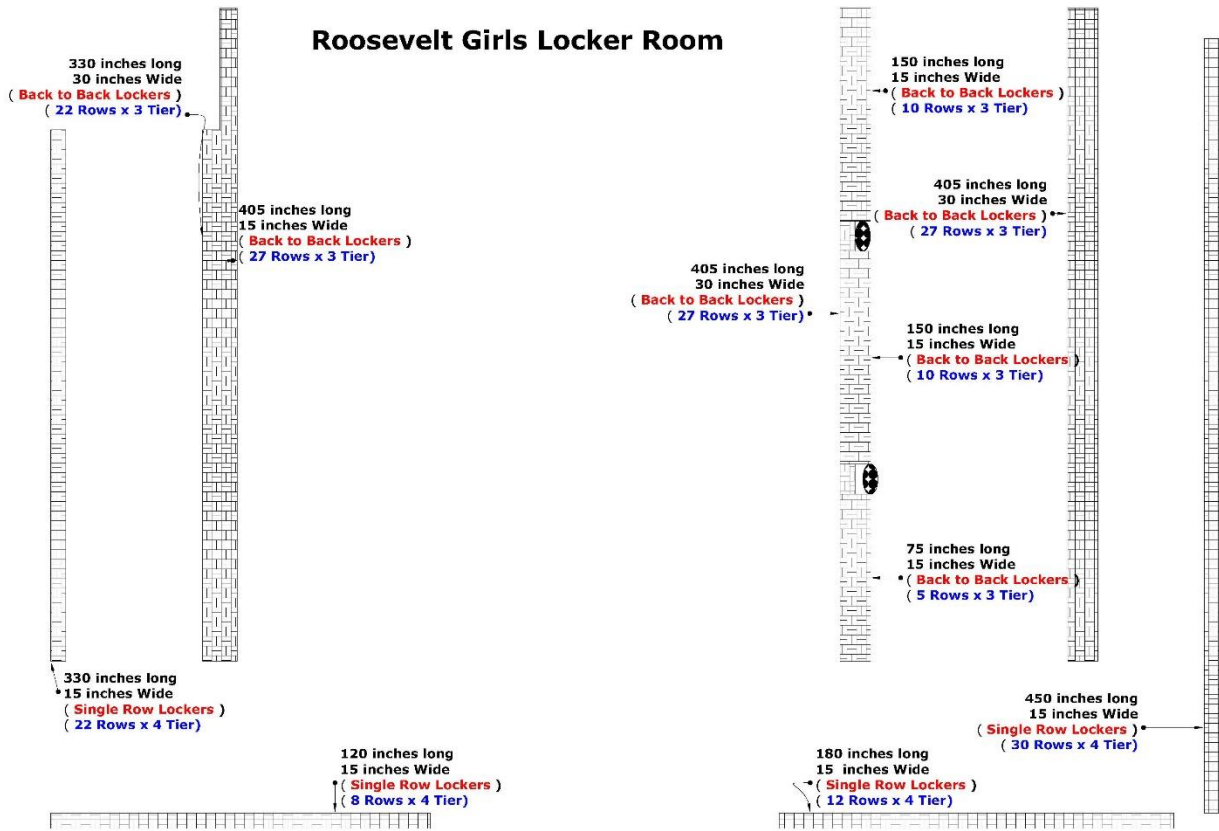 Roosevelt Girls Locker Room
330 inches long
30 inches Wide
( Back to Back Lockers )
( 22 Rows x 3 Tier)
150 inches long
15 inches Wide
( Back to Back Lockers )
( 10 Rows x 3 Tier)
405 inches long
15 inches Wide
( Back to Back Lockers )
( 27 Rows x 3 Tier)
405 inches long
30 inches Wide
( Back to Back Lockers )
( 27 Rows x 3 Tier)
405 inches long
30 inches Wide
( Back to Back Lockers )
( 27 Rows x 3 Tier)
150 inches long
15 inches Wide
( Back to Back Lockers )
( 10 Rows x 3 Tier)
75 inches long
15 inches Wide
( Back to Back Lockers )
( 5 Rows x 3 Tier)
330 inches long
15 inches Wide
( Single Row Lockers )
( 22 Rows x 4 Tier)
450 inches long
15 inches Wide
( Single Row Lockers )
( 30 Rows x 4 Tier)
120 inches long
15 inches Wide
( Single Row Lockers )
( 8 Rows x 4 Tier)
180 inches long
15 inches Wide
( Single Row Lockers )
( 12 Rows x 4 Tier)